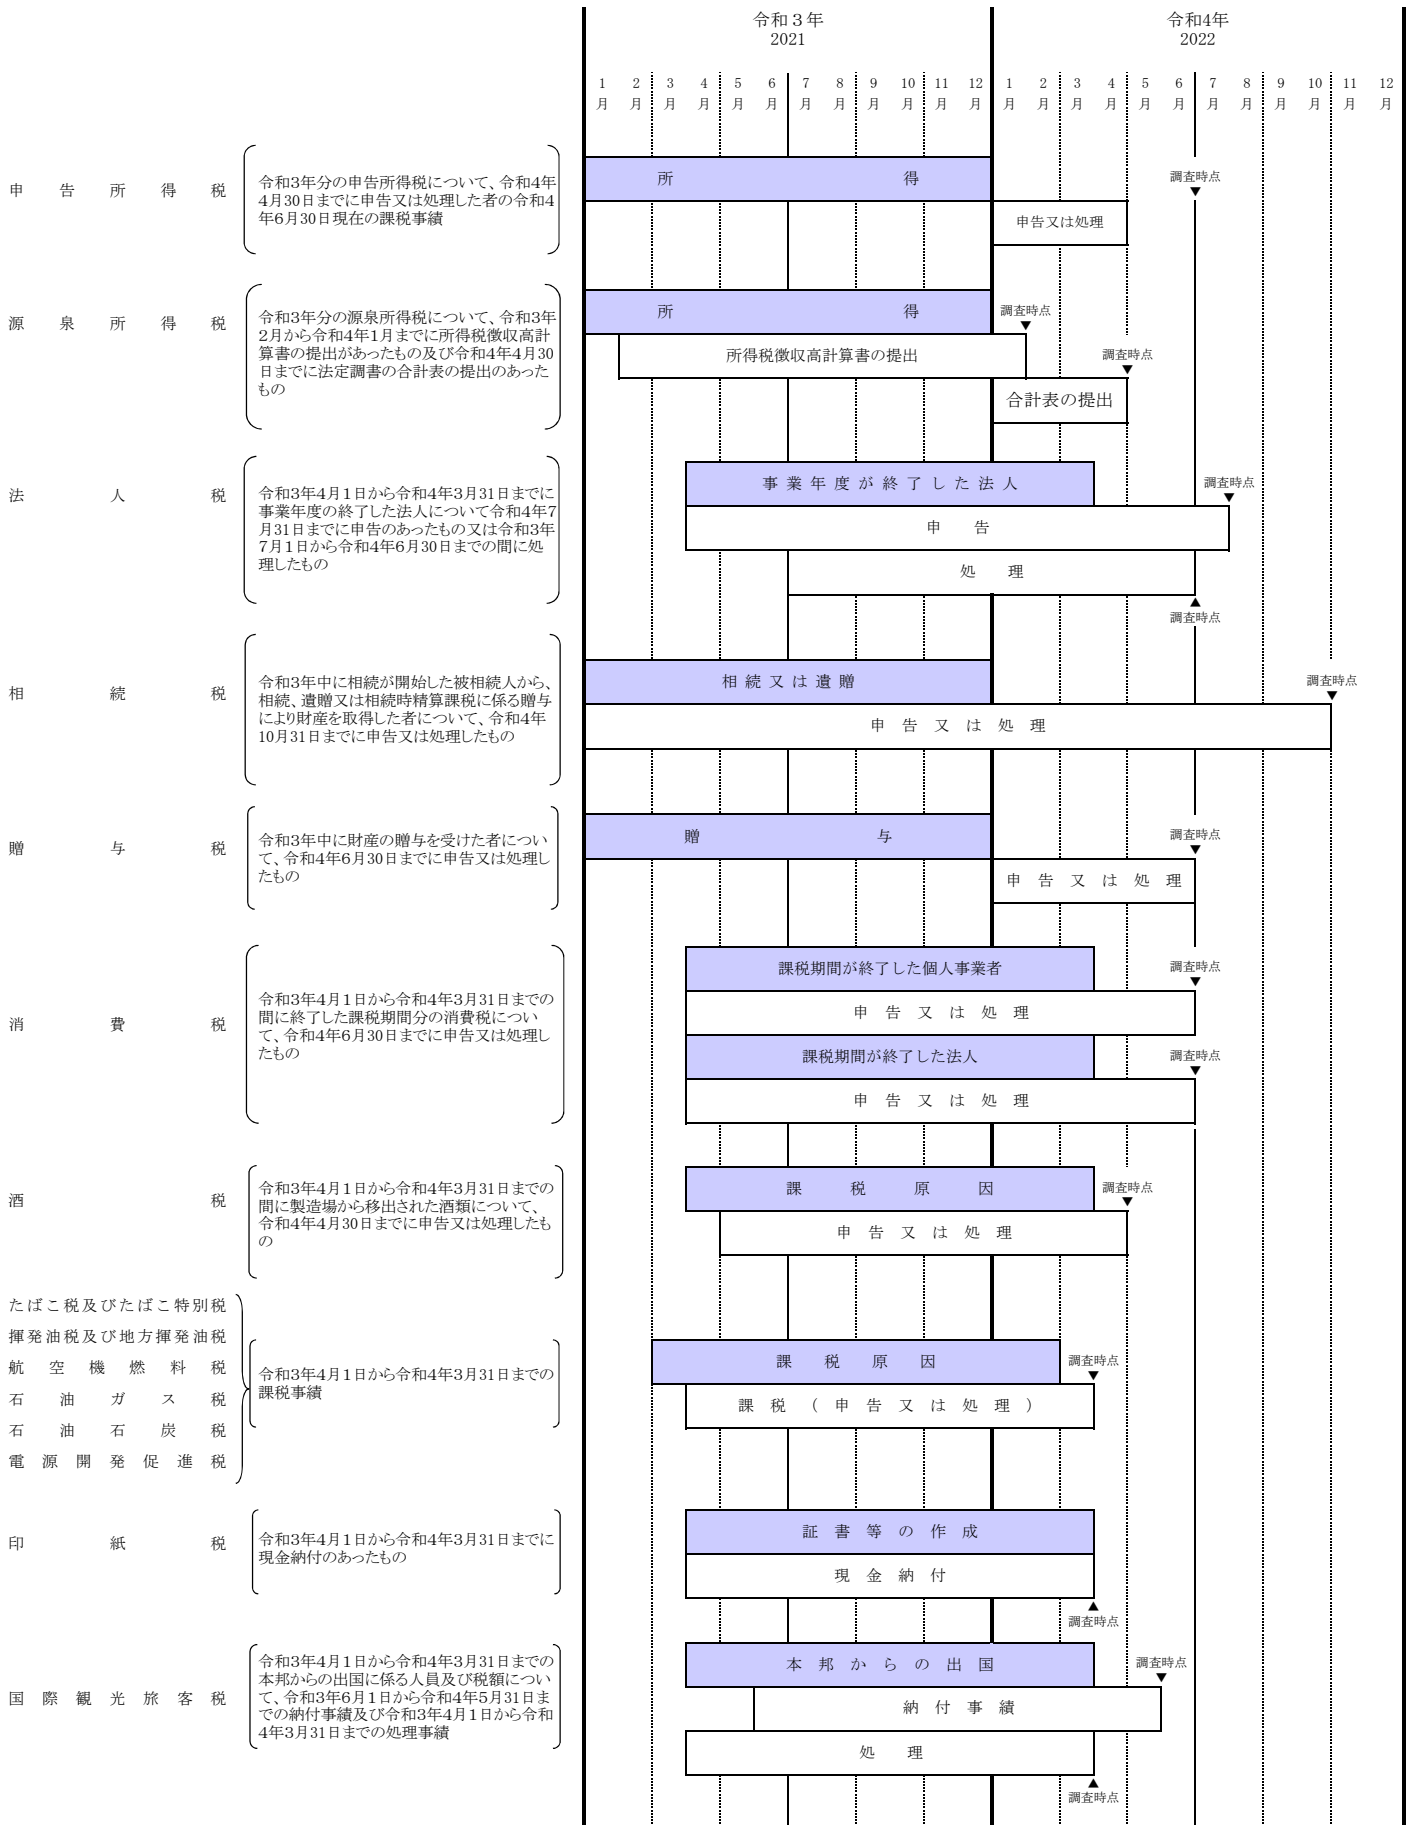 令和３年
2021
令和4年
2022
1月 2月 3月 4月 5月 6月 7月 8月 9月 10月 11月 12月 1月 2月 3月 4月 5月 6月 7月 8月 9月 10月 11月 12月
申告所得税
令和3年分の申告所得税について、令和4年
4月30日までに申告又は処理した者の令和4
年6月30日現在の課税事績
所得
調査時点
▼
申告又は処理
源泉所得税
令和3年分の源泉所得税について、令和3年
2月から令和4年1月までに所得税徴収高計
算書の提出があったもの及び令和4年4月30
日までに法定調書の合計表の提出のあった
もの
所得
調査時点
▼
所得税徴収高計算書の提出
調査時点
▼
合計表の提出
法人税
令和3年4月1日から令和4年3月31日までに
事業年度の終了した法人について令和4年7
月31日までに申告のあったもの又は令和3年
7月1日から令和4年6月30日までの間に処
理したもの
事業年度が終了した法人
調査時点
▼
申告
処理
▲
調査時点
相続税
令和3年中に相続が開始した被相続人から、
相続、遺贈又は相続時精算課税に係る贈与
により財産を取得した者について、令和4年
10月31日までに申告又は処理したもの
相続又は遺贈
調査時点
▼
申告又は処理
贈与税
令和3年中に財産の贈与を受けた者につい
て、令和4年6月30日までに申告又は処理し
たもの
贈与
調査時点
▼
申告又は処理
消費税
令和3年4月1日から令和4年3月31日までの
間に終了した課税期間分の消費税につい
て、令和4年6月30日までに申告又は処理し
たもの
課税期間が終了した個人事業者
調査時点
▼
申告又は処理
課税期間が終了した法人
調査時点
▼
申告又は処理
酒税
令和3年4月1日から令和4年3月31日までの
間に製造場から移出された酒類について、
令和4年4月30日までに申告又は処理したも
の
課税原因
調査時点
▼
申告又は処理
たばこ税及びたばこ特別税
揮発油税及び地方揮発油税
航空機燃料税
石油ガス税
石油石炭税
電源開発促進税
令和3年4月1日から令和4年3月31日までの
課税事績
課税原因
調査時点
▼
課税（申告又は処理）
印紙税
令和3年4月1日から令和4年3月31日までに
現金納付のあったもの
証書等の作成
現金納付
▲
調査時点
国際観光旅客税
令和3年4月1日から令和4年3月31日までの
本邦からの出国に係る人員及び税額につい
て、令和3年6月1日から令和4年5月31日ま
での納付事績及び令和3年4月1日から令和
4年3月31日までの処理事績
本邦からの出国
調査時点
▼
納付事績
処理
▲
調査時点